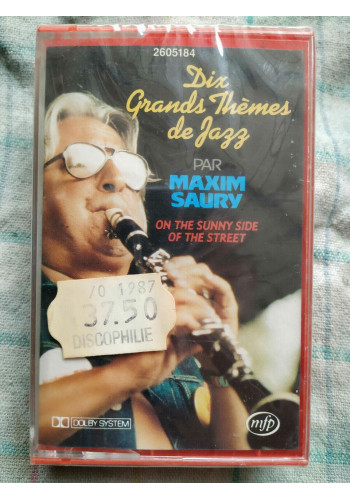 2605184
Dix
Grands Thèmes
de Jazz
PAR
MAXIM
SAURY
ON THE SUNNY SIDE
OF THE STREET
/0 1987
37.50
DISCOPHILIE
DOLBY SYSTEM
mfp